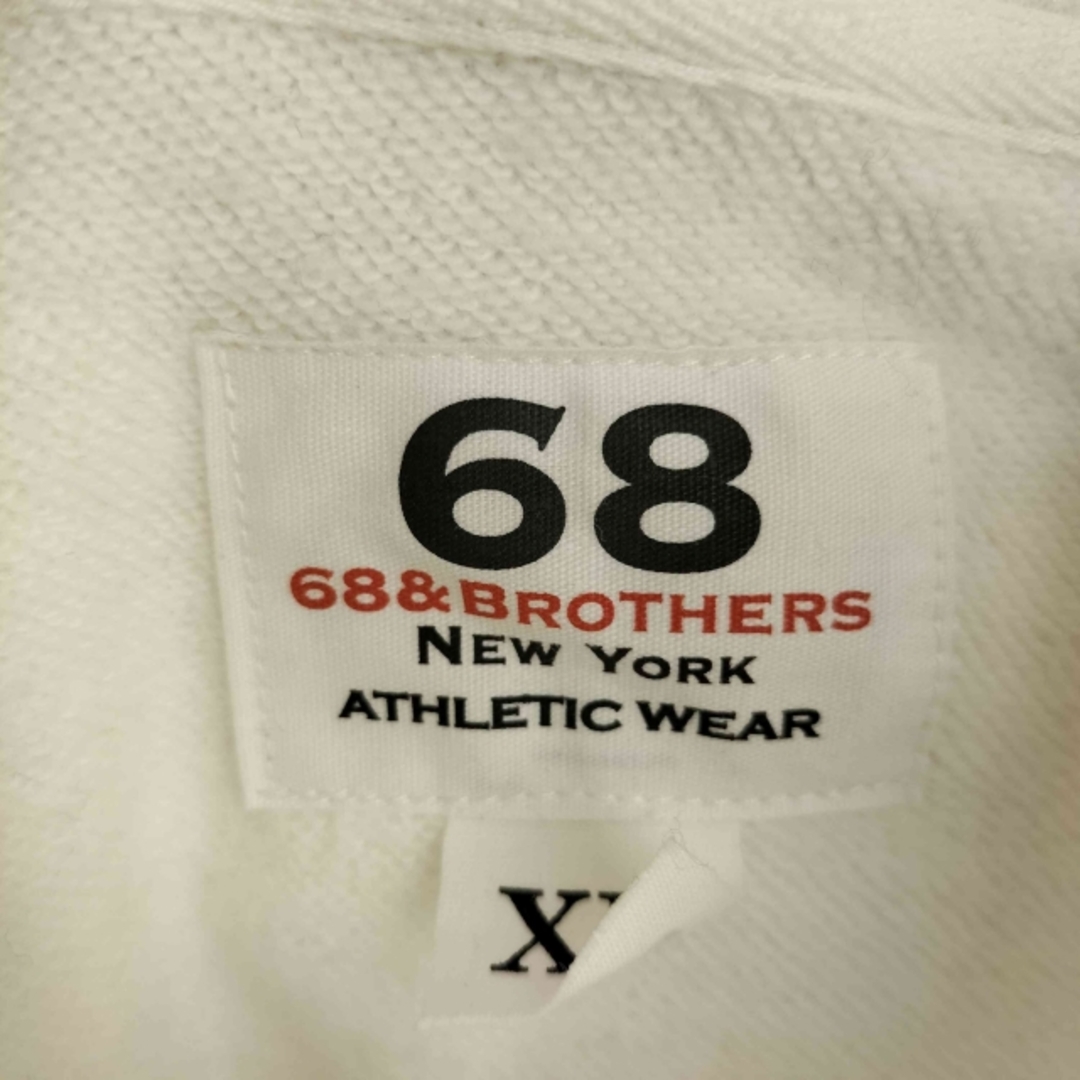 68
68&BROTHERS
NEW YORK
ATHLETIC WEAR